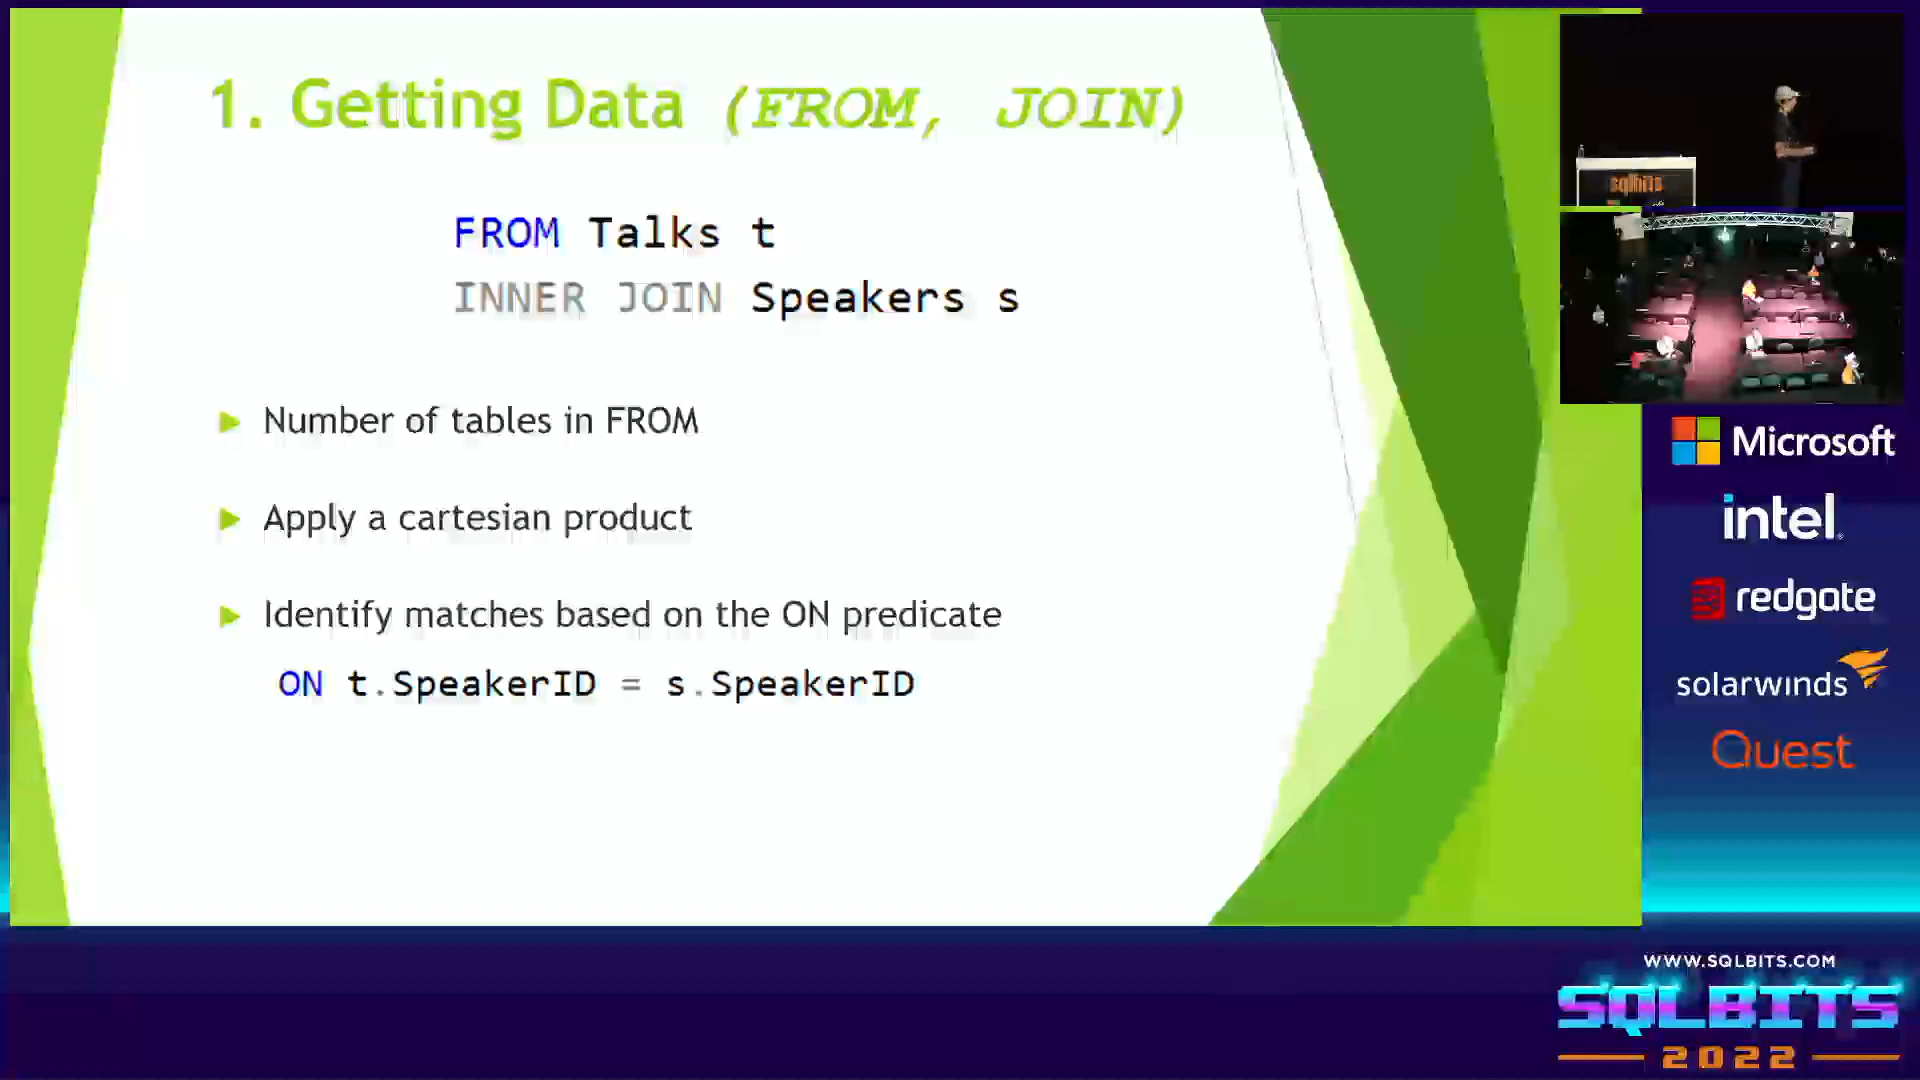 1. Getting Data (FROM, JOIN)
FROM Talks t
INNER JOIN Speakers s
Number of tables in FROM
Apply a cartesian product
Identify matches based on the ON predicate
ON t.SpeakerID = s.SpeakerID
sqlbits
Microsoft
intel.
redgate
solarwinds
Quest
WWW.SQLBITS.COM
SQLBITS
2022